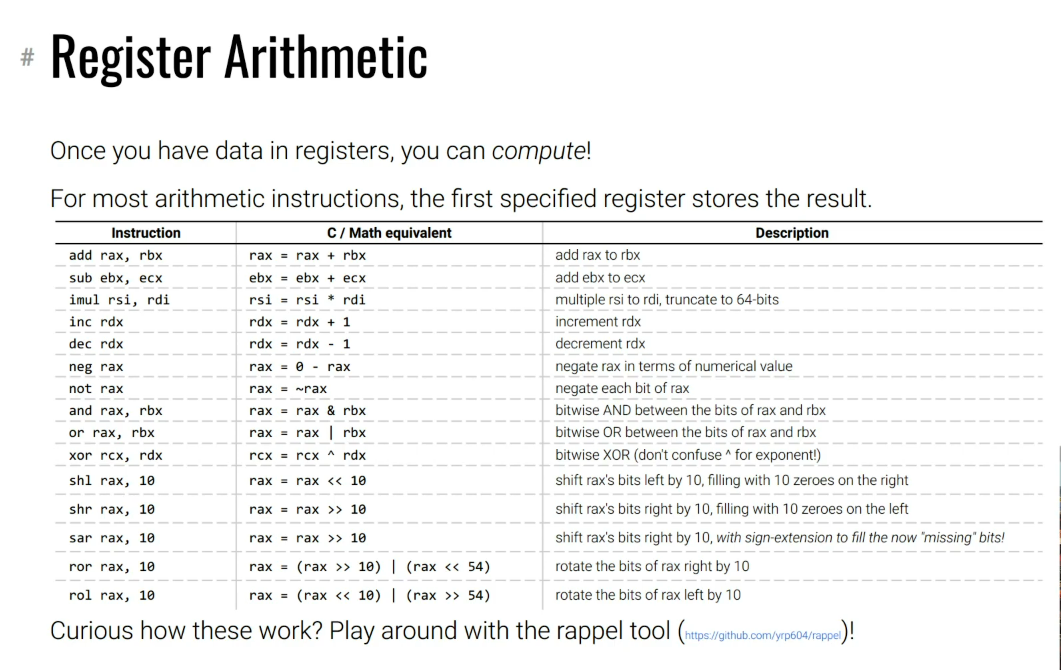 # Register Arithmetic
Once you have data in registers, you can compute!
For most arithmetic instructions, the first specified register stores the result.
Instruction C / Math equivalent Description
add rax, rbx rax = rax + rbx add rax to rbx
sub ebx, ecx ebx = ebx + ecx add ebx to ecx
imul rsi, rdi rsi = rsi * rdi multiple rsi to rdi, truncate to 64-bits
inc rdx rdx = rdx + 1 increment rdx
dec rdx rdx = rdx - 1 decrement rdx
neg rax rax = 0 - rax negate rax in terms of numerical value
not rax rax = ~rax negate each bit of rax
and rax, rbx rax = rax & rbx bitwise AND between the bits of rax and rbx
or rax, rbx rax = rax | rbx bitwise OR between the bits of rax and rbx
xor rcx, rdx rcx = rcx ^ rdx bitwise XOR (don't confuse ^ for exponent!)
shl rax, 10 rax = rax << 10 shift rax's bits left by 10, filling with 10 zeroes on the right
shr rax, 10 rax = rax >> 10 shift rax's bits right by 10, filling with 10 zeroes on the left
sar rax, 10 rax = rax >> 10 shift rax's bits right by 10, with sign-extension to fill the now "missing" bits!
ror rax, 10 rax = (rax >> 10) | (rax << 54) rotate the bits of rax right by 10
rol rax, 10 rax = (rax << 10) | (rax >> 54) rotate the bits of rax left by 10
Curious how these work? Play around with the rappel tool (https://github.com/yrp604/rappel)!